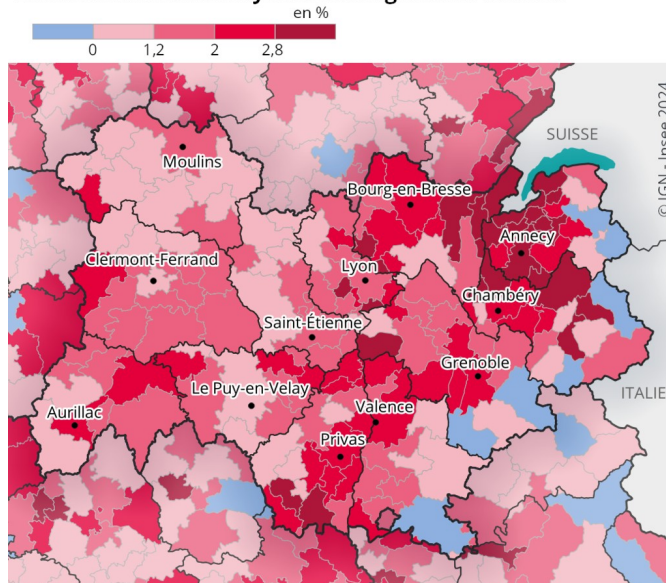 en %
0 1,2 2 2,8
© IGN - Insee 2024
SUISSE
Moulins
Bourg-en-Bresse
Annecy
Clermont-Ferrand
Lyon
Chambéry
Saint-Étienne
Grenoble
Le Puy-en-Velay
ITALIE
Aurillac
Valence
Privas